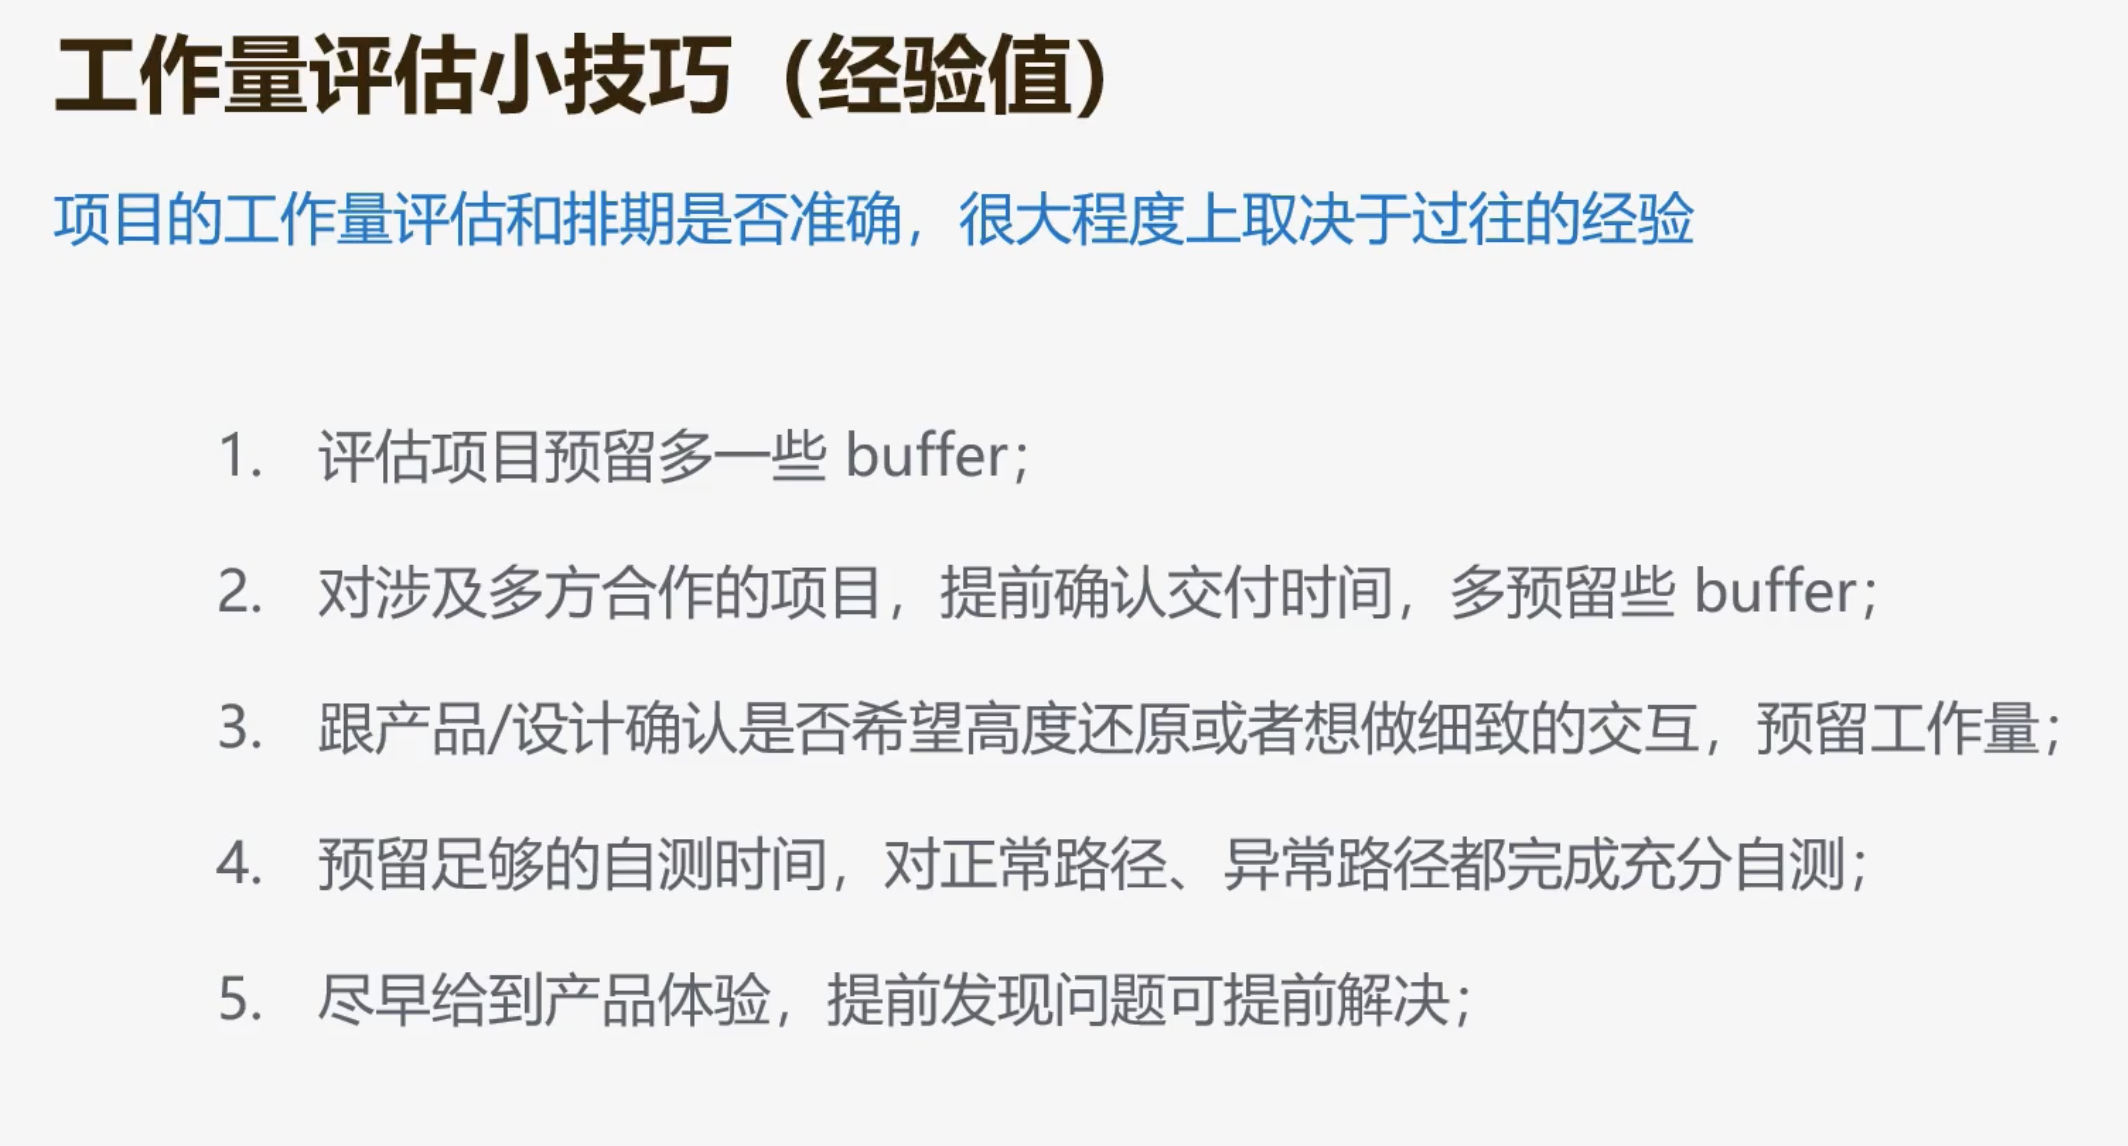 工作量评估小技巧（经验值）
项目的工作量评估和排期是否准确，很大程度上取决于过往的经验
1. 评估项目预留多一些 buffer；
2. 对涉及多方合作的项目，提前确认交付时间，多预留些 buffer；
3. 跟产品/设计确认是否希望高度还原或者想做细致的交互，预留工作量；
4. 预留足够的自测时间，对正常路径、异常路径都完成充分自测；
5. 尽早给到产品体验，提前发现问题可提前解决；